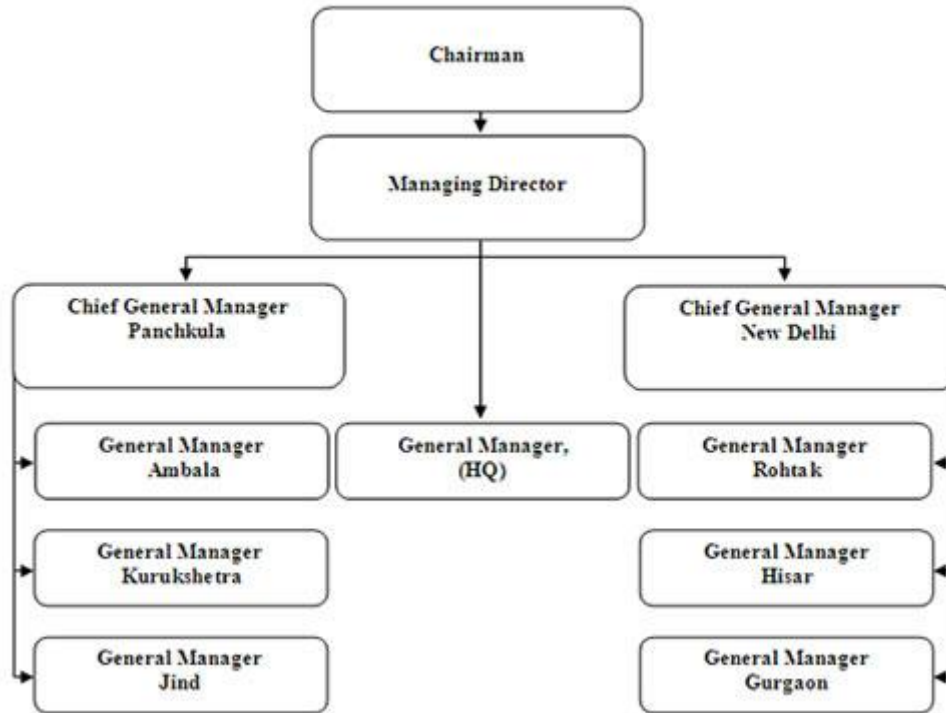 Chairman
Managing Director
Chief General Manager
Panchkula
Chief General Manager
New Delhi
General Manager
Ambala
General Manager,
(HQ)
General Manager
Rohtak
General Manager
Kurukshetra
General Manager
Hisar
General Manager
Jind
General Manager
Gurgaon